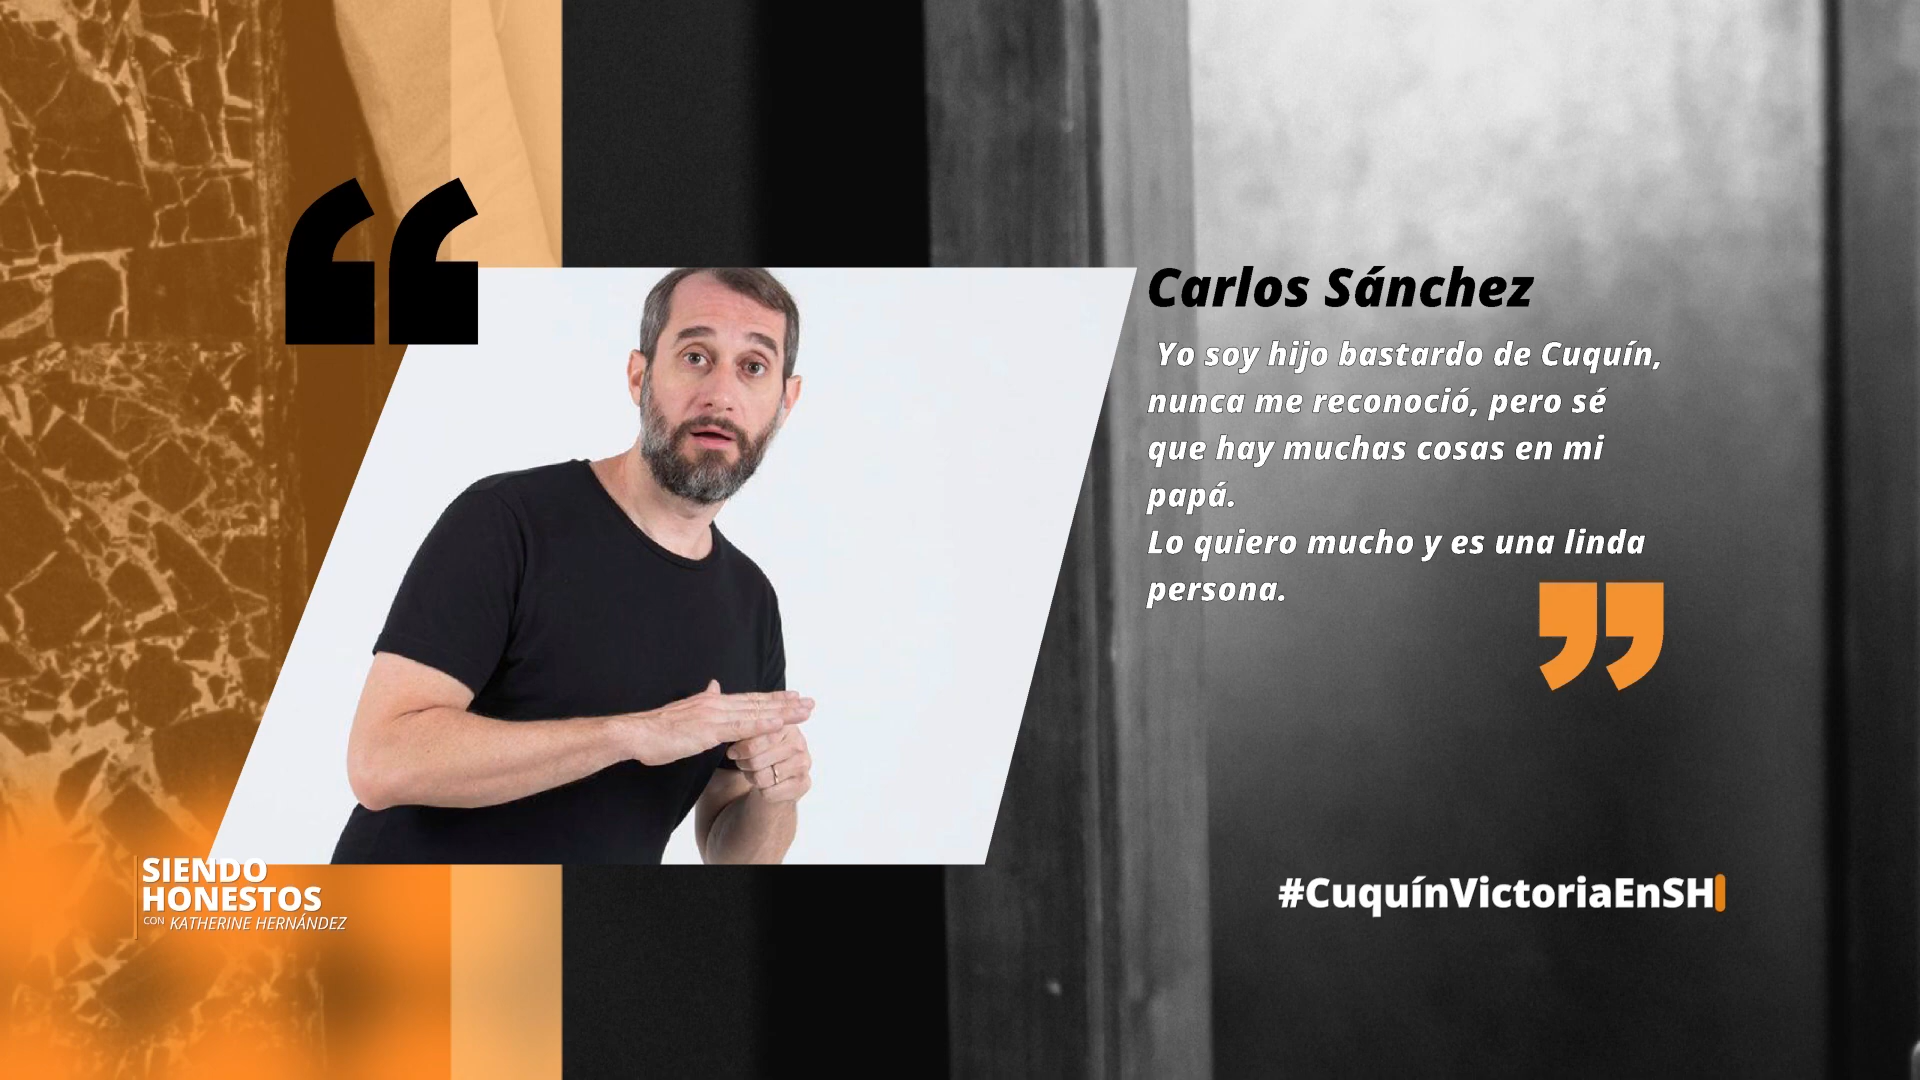 Carlos Sánchez
Yo soy hijo bastardo de Cuquín,
nunca me reconoció, pero sé
que hay muchas cosas en mi
papá.
Lo quiero mucho y es una linda
persona.
SIENDO
HONESTOS
CON KATHERINE HERNÁNDEZ
#CuquínVictoriaEnSH